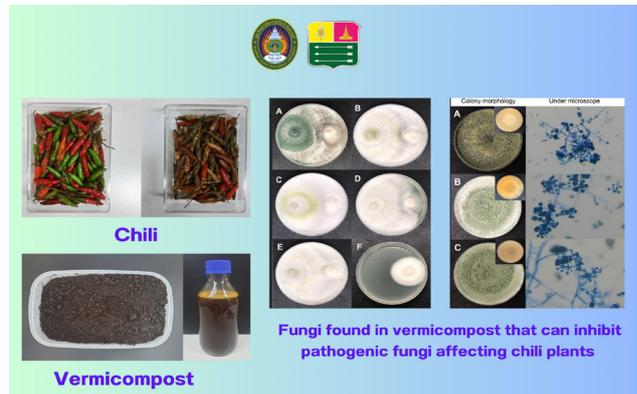 Chili
Vermicompost
A
B
C
D
E
F
Colony morphology
Under microscope
A
B
C
Fungi found in vermicompost that can inhibit
pathogenic fungi affecting chili plants